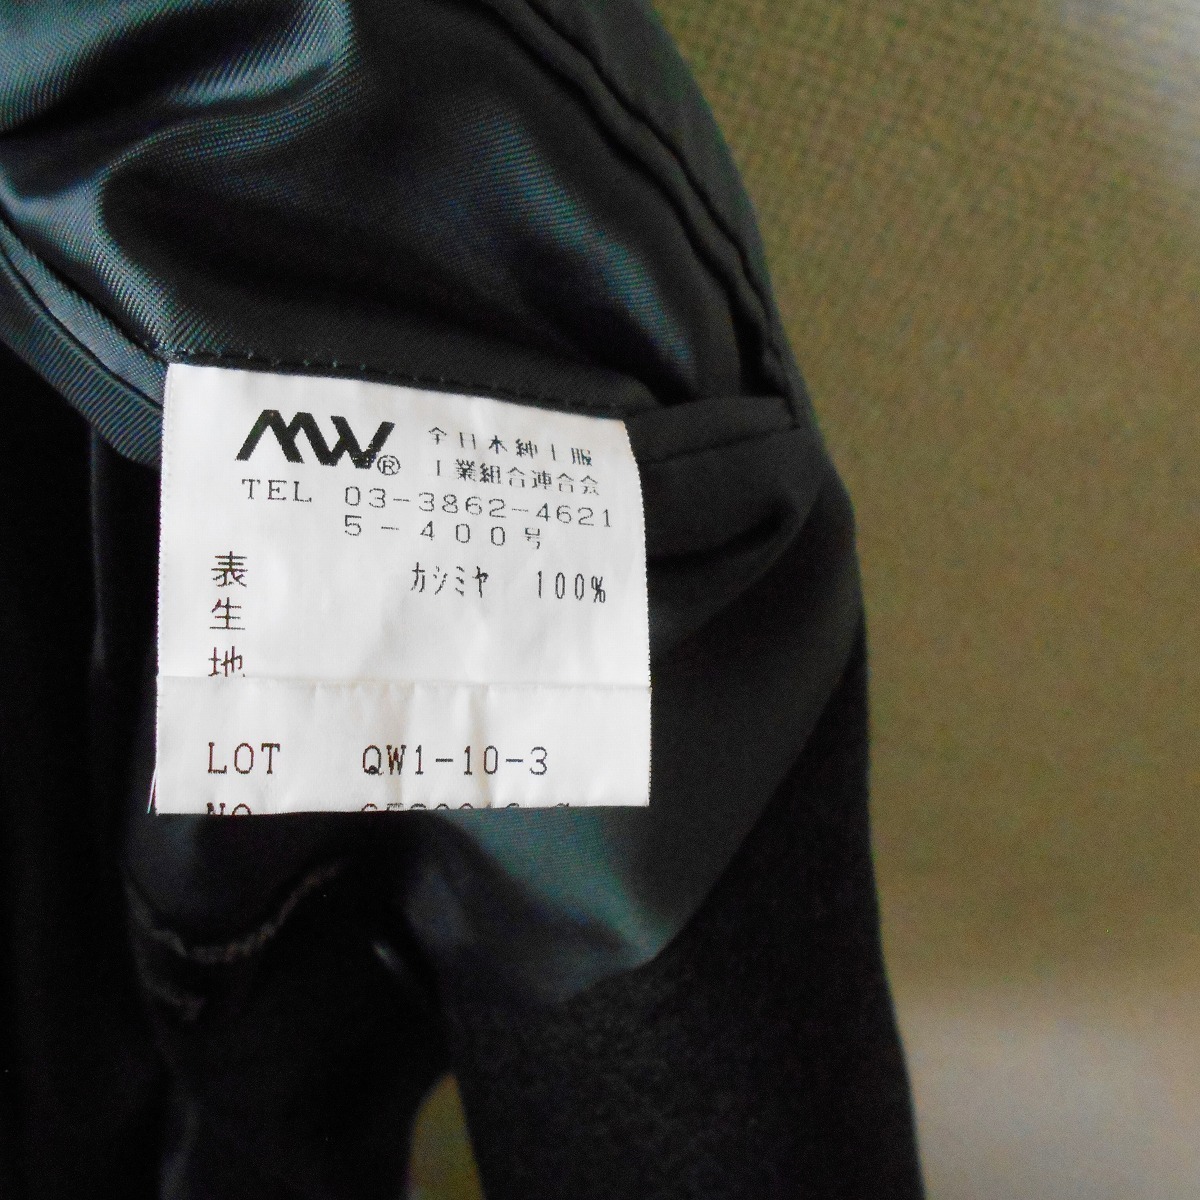 MW®
全日本紳士服
工業組合連合会
TEL 03-3862-4621
5-400号
表生地 カシミヤ 100%
LOT QW1-10-3
NO